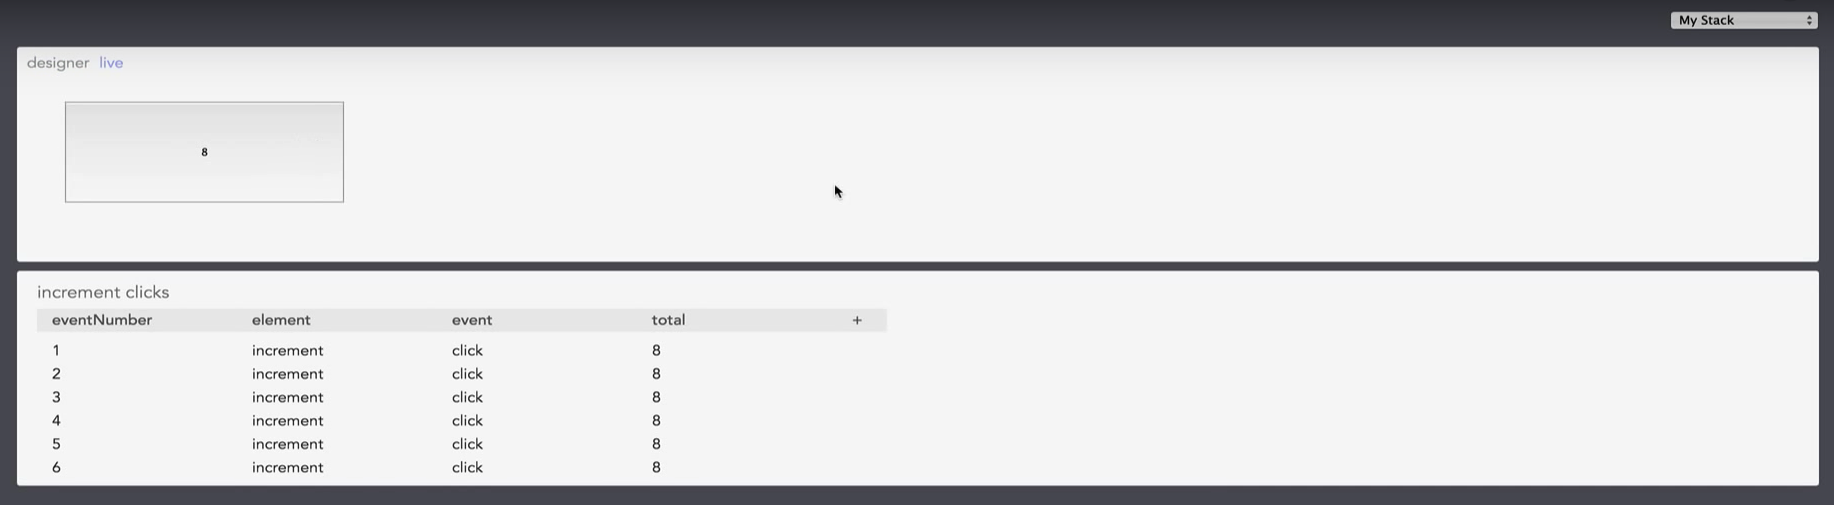 My Stack
designer live
8
increment clicks
eventNumber element event total +
1 increment click 8
2 increment click 8
3 increment click 8
4 increment click 8
5 increment click 8
6 increment click 8